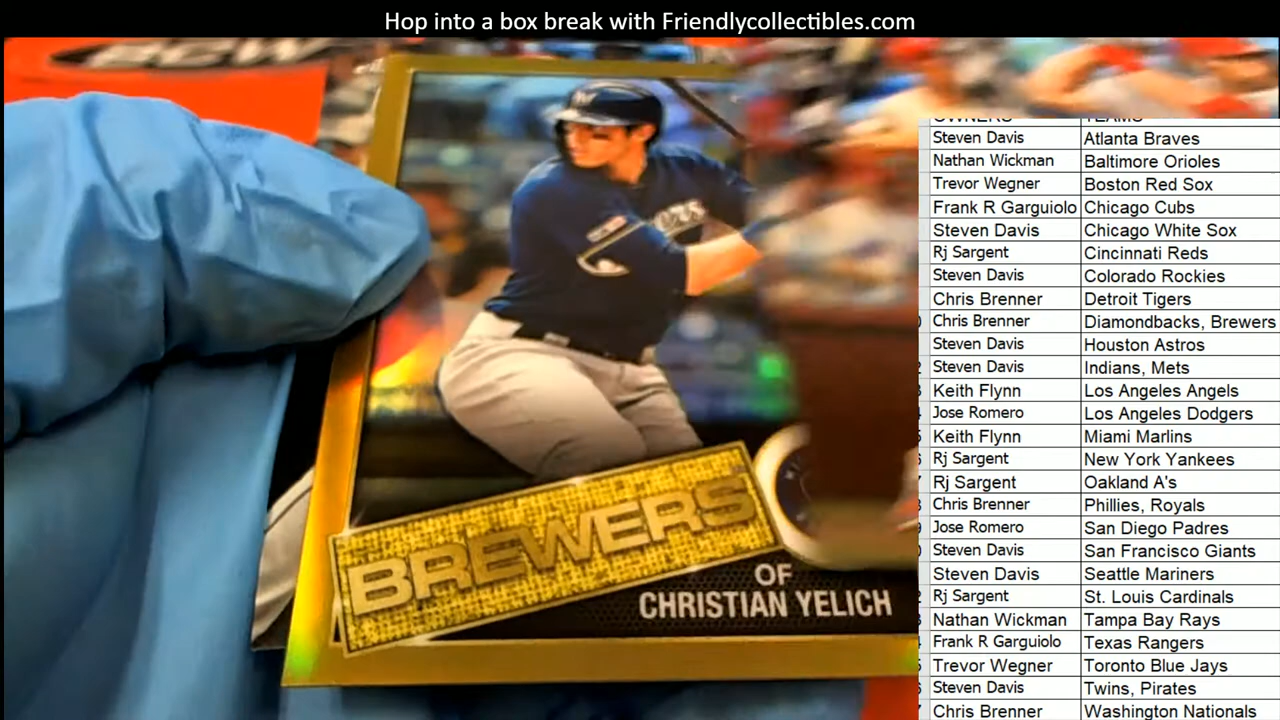 Hop into a box break with Friendlycollectibles.com
BREWERS
OF
CHRISTIAN YELICH
OWNERS TEAMS
Steven Davis Atlanta Braves
Nathan Wickman Baltimore Orioles
Trevor Wegner Boston Red Sox
Frank R Garguiolo Chicago Cubs
Steven Davis Chicago White Sox
Rj Sargent Cincinnati Reds
Steven Davis Colorado Rockies
Chris Brenner Detroit Tigers
Chris Brenner Diamondbacks, Brewers
Steven Davis Houston Astros
Steven Davis Indians, Mets
Keith Flynn Los Angeles Angels
Jose Romero Los Angeles Dodgers
Keith Flynn Miami Marlins
Rj Sargent New York Yankees
Rj Sargent Oakland A's
Chris Brenner Phillies, Royals
Jose Romero San Diego Padres
Steven Davis San Francisco Giants
Steven Davis Seattle Mariners
Rj Sargent St. Louis Cardinals
Nathan Wickman Tampa Bay Rays
Frank R Garguiolo Texas Rangers
Trevor Wegner Toronto Blue Jays
Steven Davis Twins, Pirates
Chris Brenner Washington Nationals